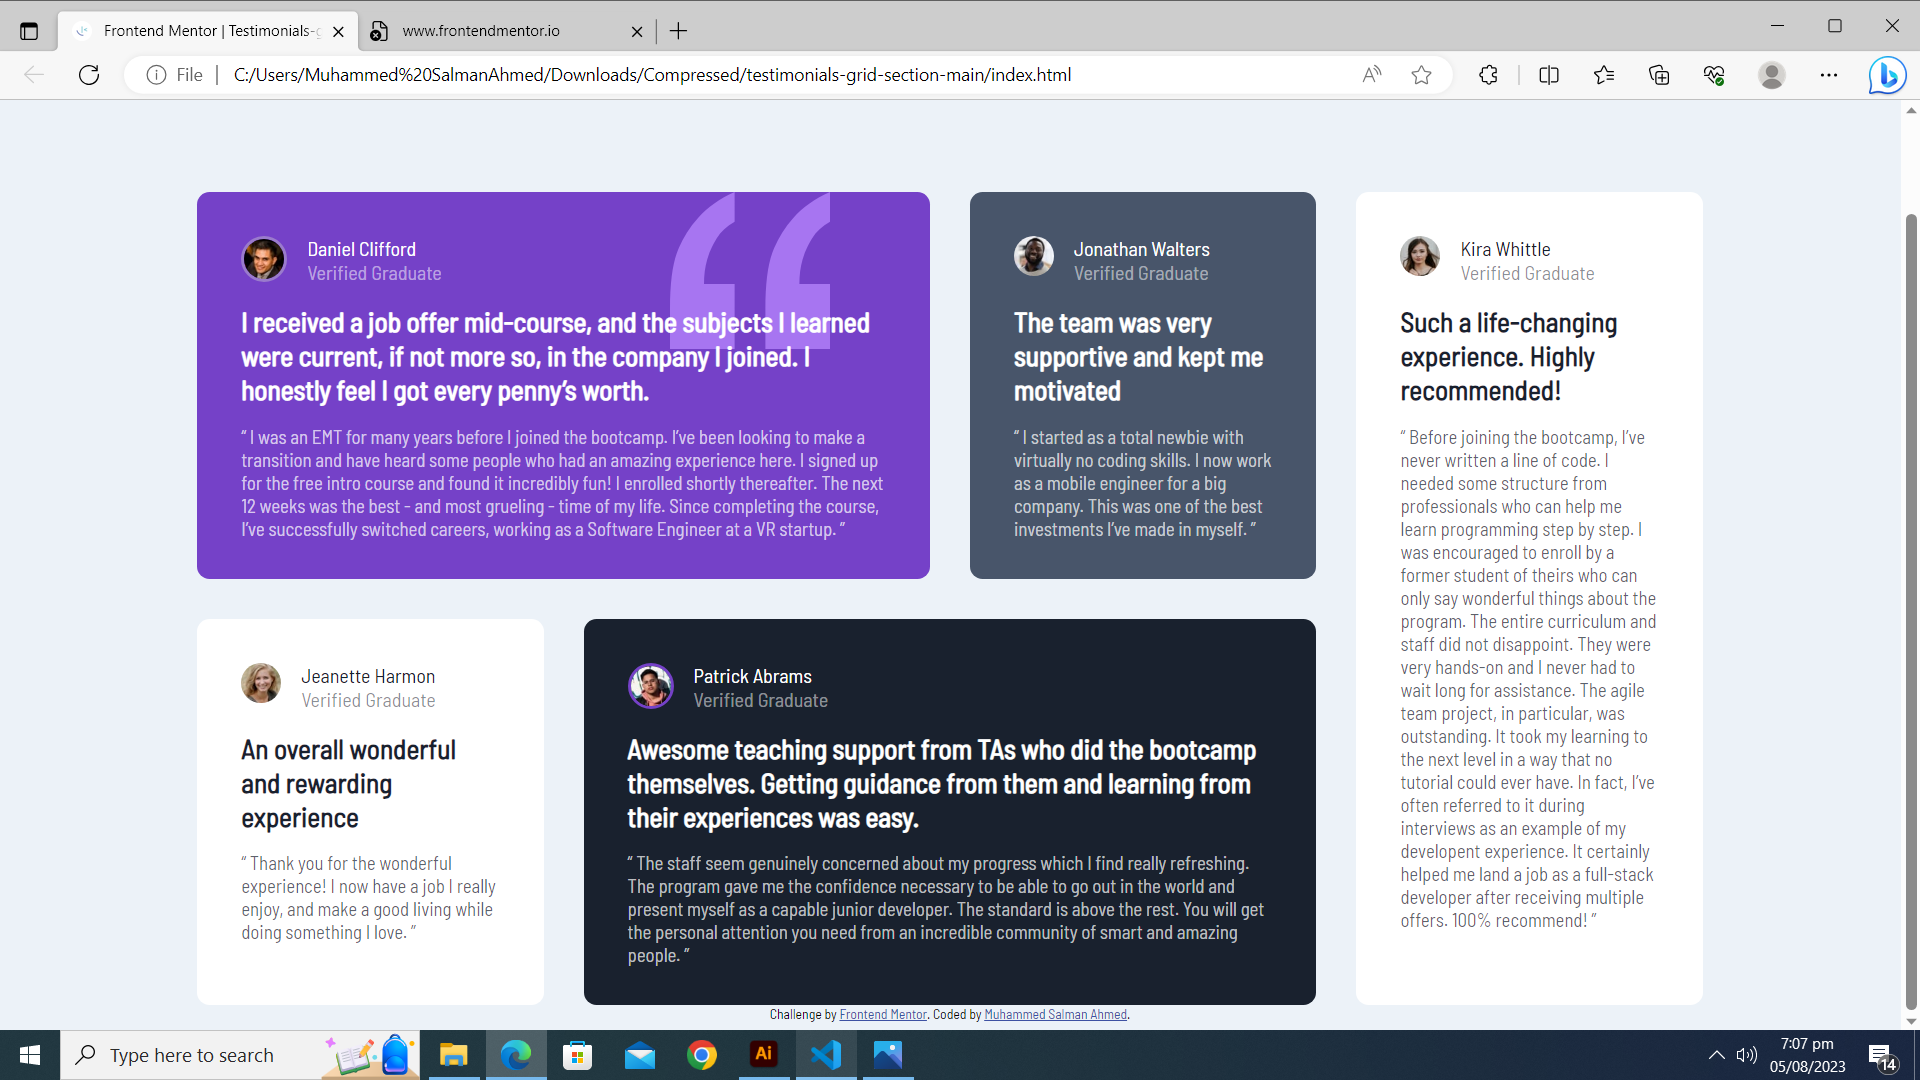 Frontend Mentor | Testimonials-g
www.frontendmentor.io
File
C:/Users/Muhammed%20SalmanAhmed/Downloads/Compressed/testimonials-grid-section-main/index.html
Daniel Clifford
Verified Graduate
I received a job offer mid-course, and the subjects I learned
were current, if not more so, in the company I joined. I
honestly feel I got every penny’s worth.
“ I was an EMT for many years before I joined the bootcamp. I’ve been looking to make a
transition and have heard some people who had an amazing experience here. I signed up
for the free intro course and found it incredibly fun! I enrolled shortly thereafter. The next
12 weeks was the best - and most grueling - time of my life. Since completing the course,
I’ve successfully switched careers, working as a Software Engineer at a VR startup. ”
Jonathan Walters
Verified Graduate
The team was very
supportive and kept me
motivated
“ I started as a total newbie with
virtually no coding skills. I now work
as a mobile engineer for a big
company. This was one of the best
investments I’ve made in myself. ”
Kira Whittle
Verified Graduate
Such a life-changing
experience. Highly
recommended!
“ Before joining the bootcamp, I’ve
never written a line of code. I
needed some structure from
professionals who can help me
learn programming step by step. I
was encouraged to enroll by a
former student of theirs who can
only say wonderful things about the
program. The entire curriculum and
staff did not disappoint. They were
very hands-on and I never had to
wait long for assistance. The agile
team project, in particular, was
outstanding. It took my learning to
the next level in a way that no
tutorial could ever have. In fact, I’ve
often referred to it during
interviews as an example of my
developent experience. It certainly
helped me land a job as a full-stack
developer after receiving multiple
offers. 100% recommend! ”
Jeanette Harmon
Verified Graduate
An overall wonderful
and rewarding
experience
“ Thank you for the wonderful
experience! I now have a job I really
enjoy, and make a good living while
doing something I love. ”
Patrick Abrams
Verified Graduate
Awesome teaching support from TAs who did the bootcamp
themselves. Getting guidance from them and learning from
their experiences was easy.
“ The staff seem genuinely concerned about my progress which I find really refreshing.
The program gave me the confidence necessary to be able to go out in the world and
present myself as a capable junior developer. The standard is above the rest. You will get
the personal attention you need from an incredible community of smart and amazing
people. ”
Challenge by Frontend Mentor. Coded by Muhammed Salman Ahmed.
Type here to search
Ai
7:07 pm
05/08/2023
14